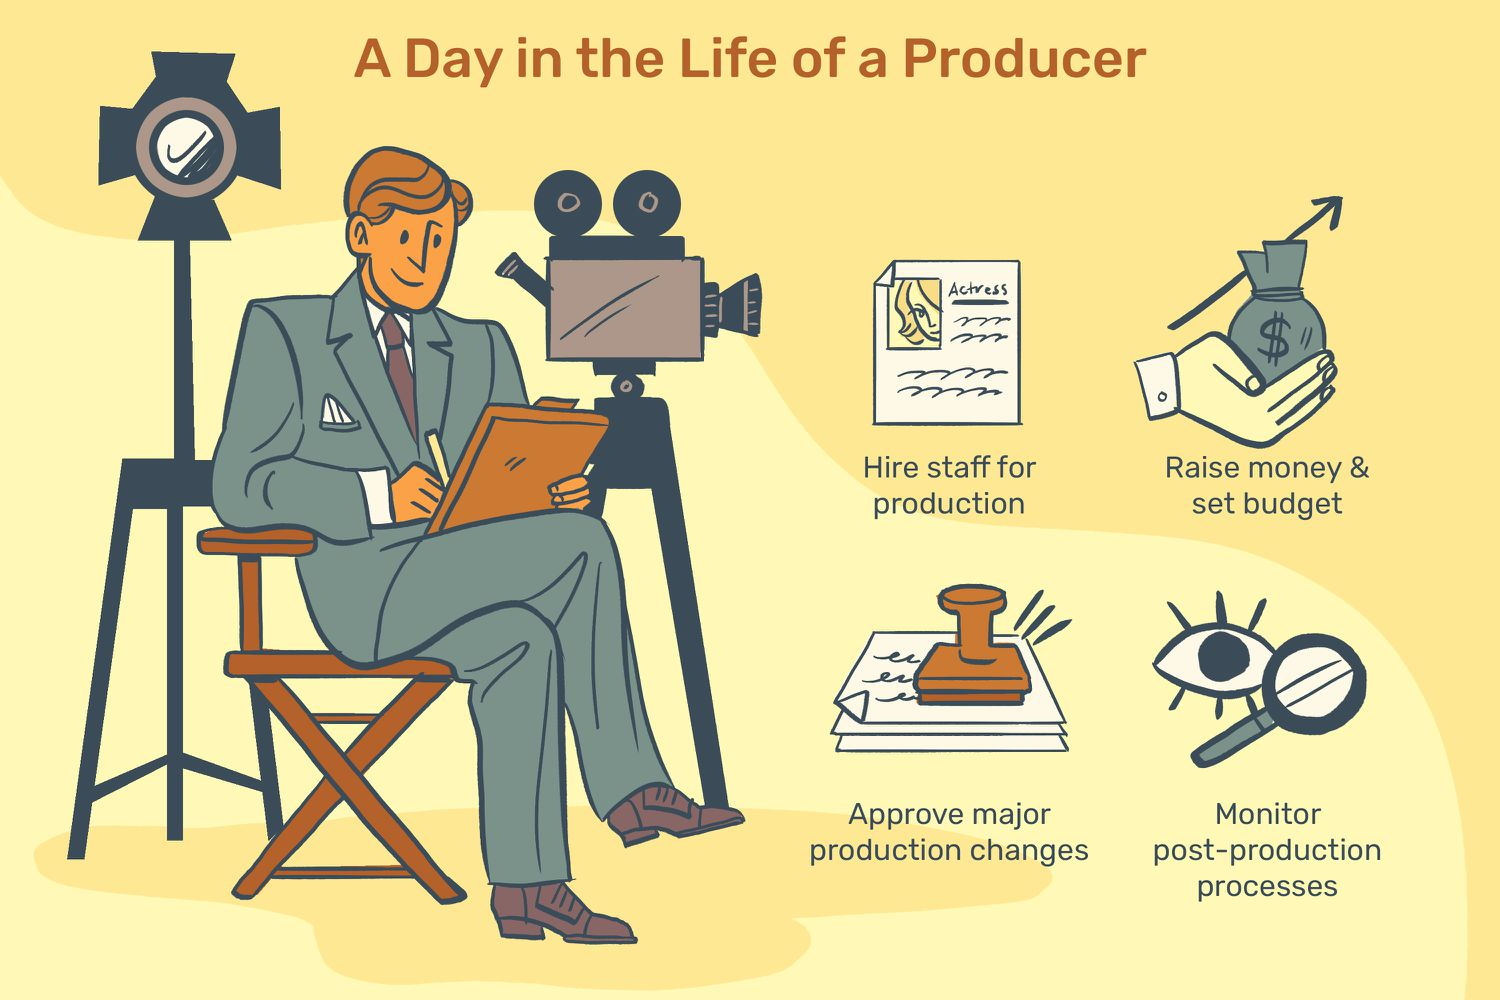 A Day in the Life of a Producer
Actress
$
Hire staff for
production
Raise money &
set budget
Approve major
production changes
Monitor
post-production
processes